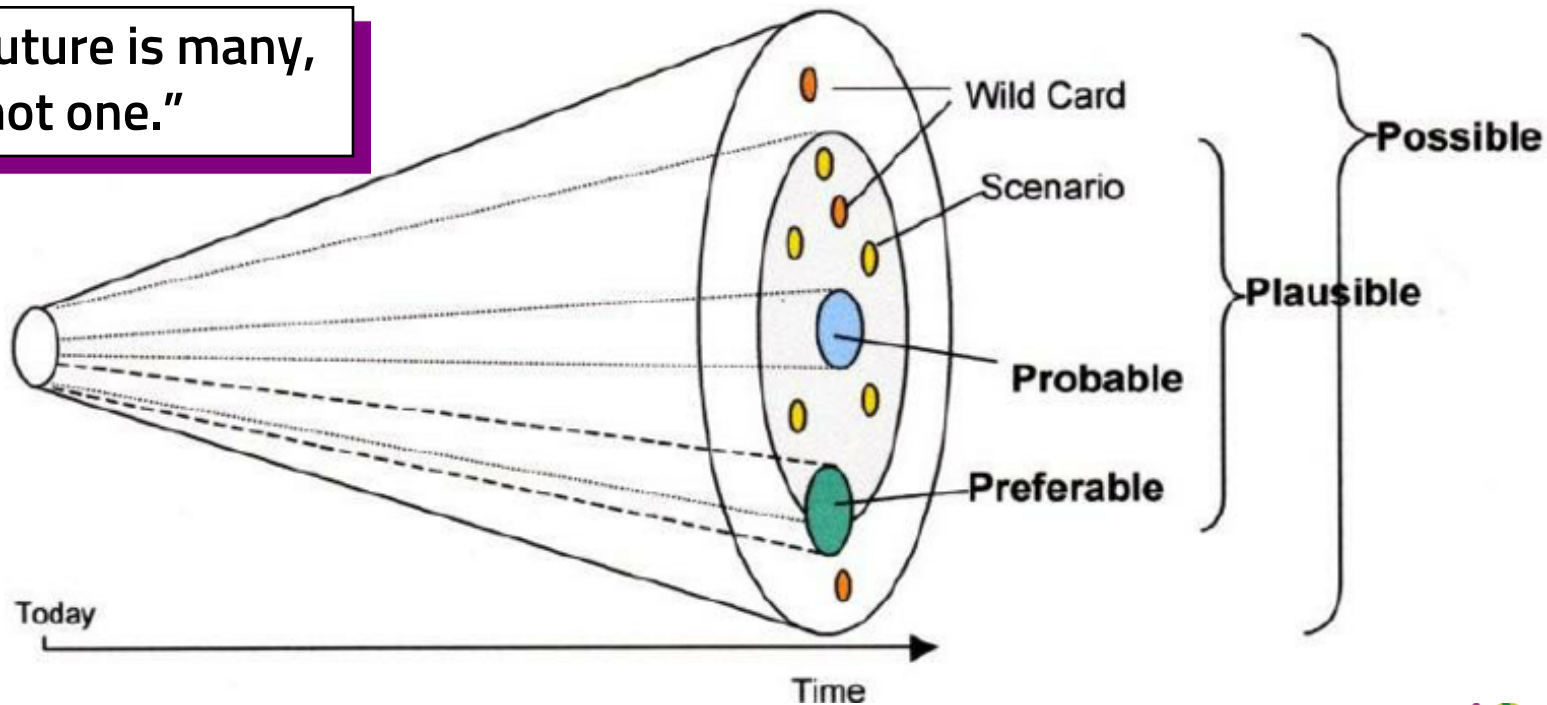 uture is many,
not one.”
Wild Card
Possible
Scenario
Plausible
Probable
Preferable
Today
Time